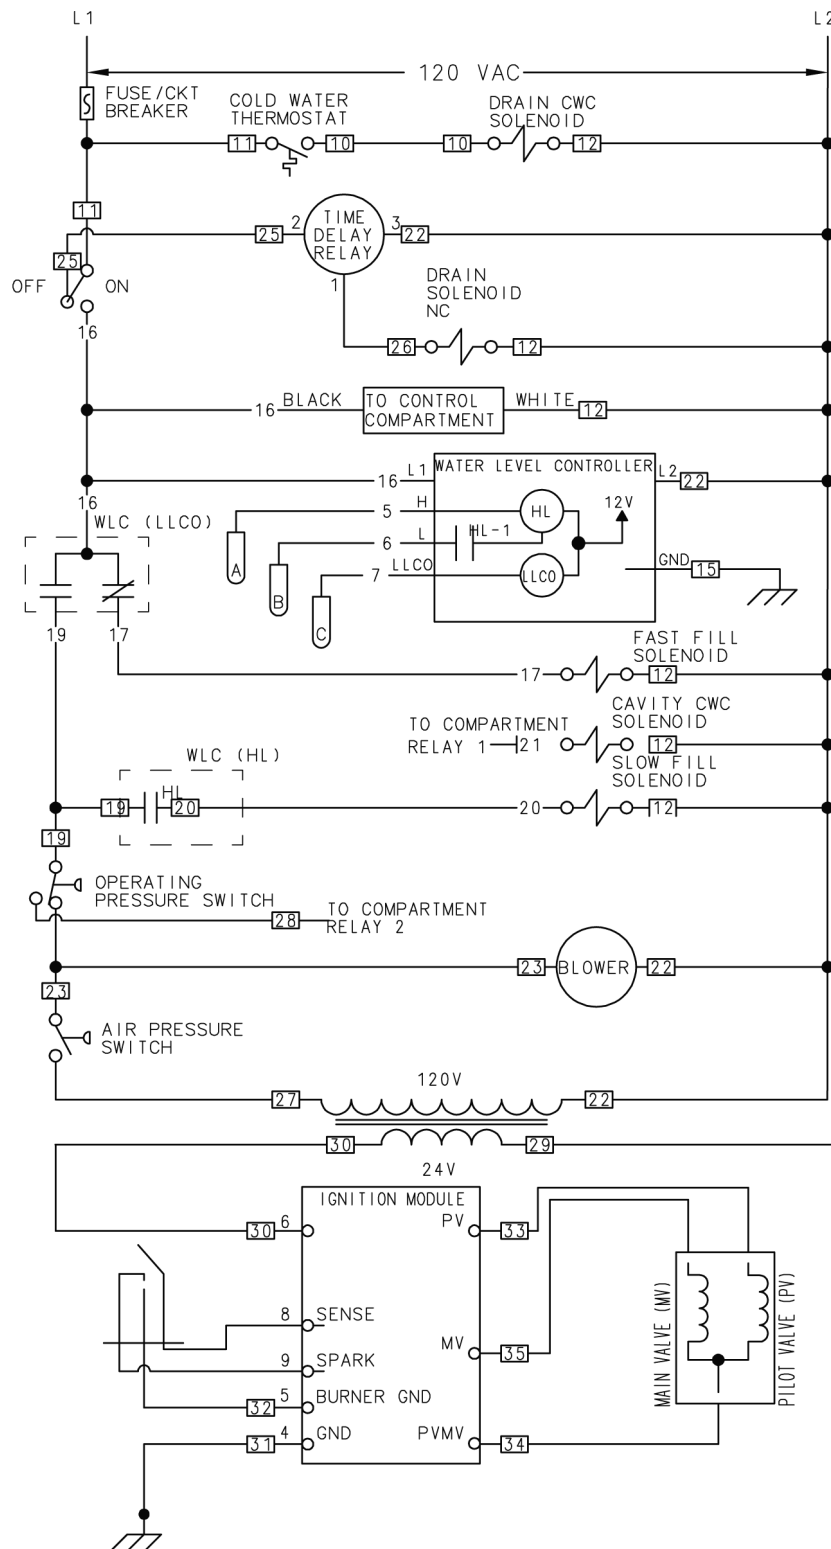 L1
L2
120 VAC
FUSE/CKT
BREAKER
COLD WATER
THERMOSTAT
DRAIN CWC
SOLENOID
11
10
10
12
11
25
2
TIME
DELAY
RELAY
3
22
25
OFF
ON
1
DRAIN
SOLENOID
NC
26
12
16
16
BLACK
TO CONTROL
COMPARTMENT
WHITE
12
16
L1
WATER LEVEL CONTROLLER
L2
22
16
WLC (LLCO)
5
H
HL
12V
6
L
HL-1
7
LLCO
LLCO
GND
15
A
B
C
19
17
FAST FILL
SOLENOID
17
12
CAVITY CWC
SOLENOID
TO COMPARTMENT
RELAY 1
21
12
SLOW FILL
SOLENOID
WLC (HL)
HL
19
20
20
12
19
OPERATING
PRESSURE SWITCH
28
TO COMPARTMENT
RELAY 2
23
BLOWER
22
23
AIR PRESSURE
SWITCH
120V
27
22
30
29
24V
IGNITION MODULE
30
6
PV
33
8
SENSE
MV
35
9
SPARK
32
5
BURNER GND
31
4
GND
PVMV
34
MAIN VALVE (MV)
PILOT VALVE (PV)